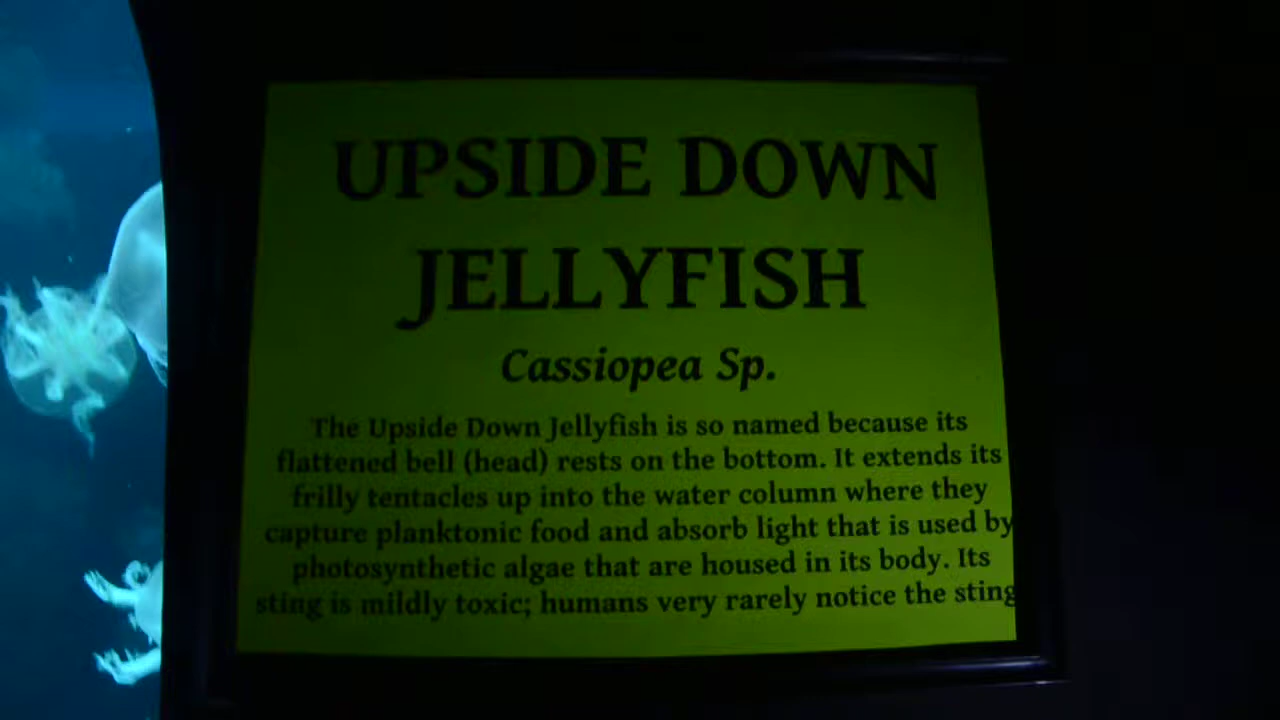 UPSIDE DOWN
JELLYFISH
Cassiopea Sp.
The Upside Down Jellyfish is so named because its
flattened bell (head) rests on the bottom. It extends its
frilly tentacles up into the water column where they
capture planktonic food and absorb light that is used by
photosynthetic algae that are housed in its body. Its
sting is mildly toxic; humans very rarely notice the sting